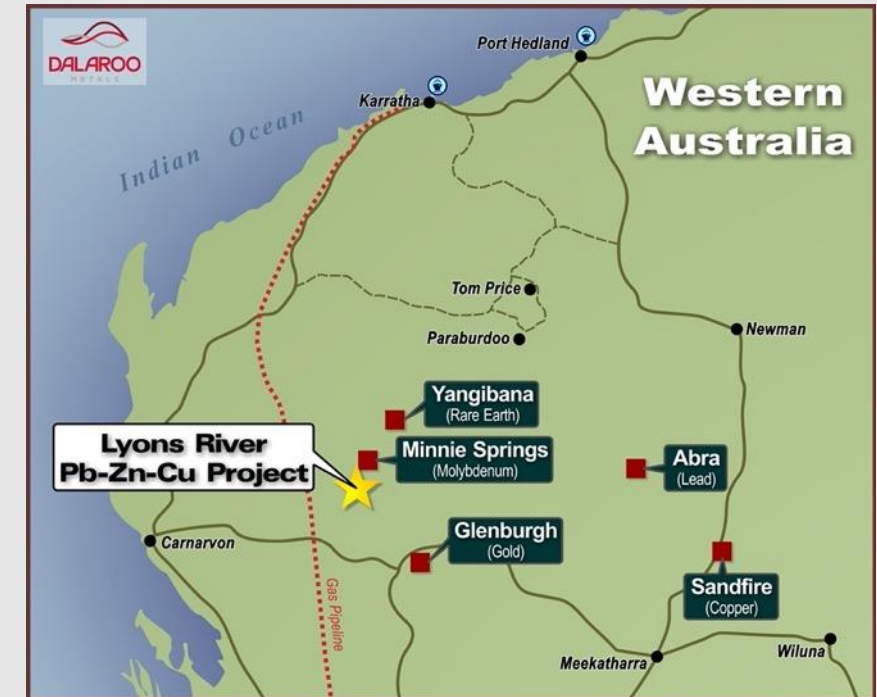 DALAROO
METALS
Port Hedland
Karratha
Western
Australia
Indian Ocean
Tom Price
Paraburdoo
Newman
Yangibana
(Rare Earth)
Lyons River
Pb-Zn-Cu Project
Minnie Springs
(Molybdenum)
Abra
(Lead)
Carnarvon
Glenburgh
(Gold)
Gas Pipeline
Sandfire
(Copper)
Meekatharra
Wiluna